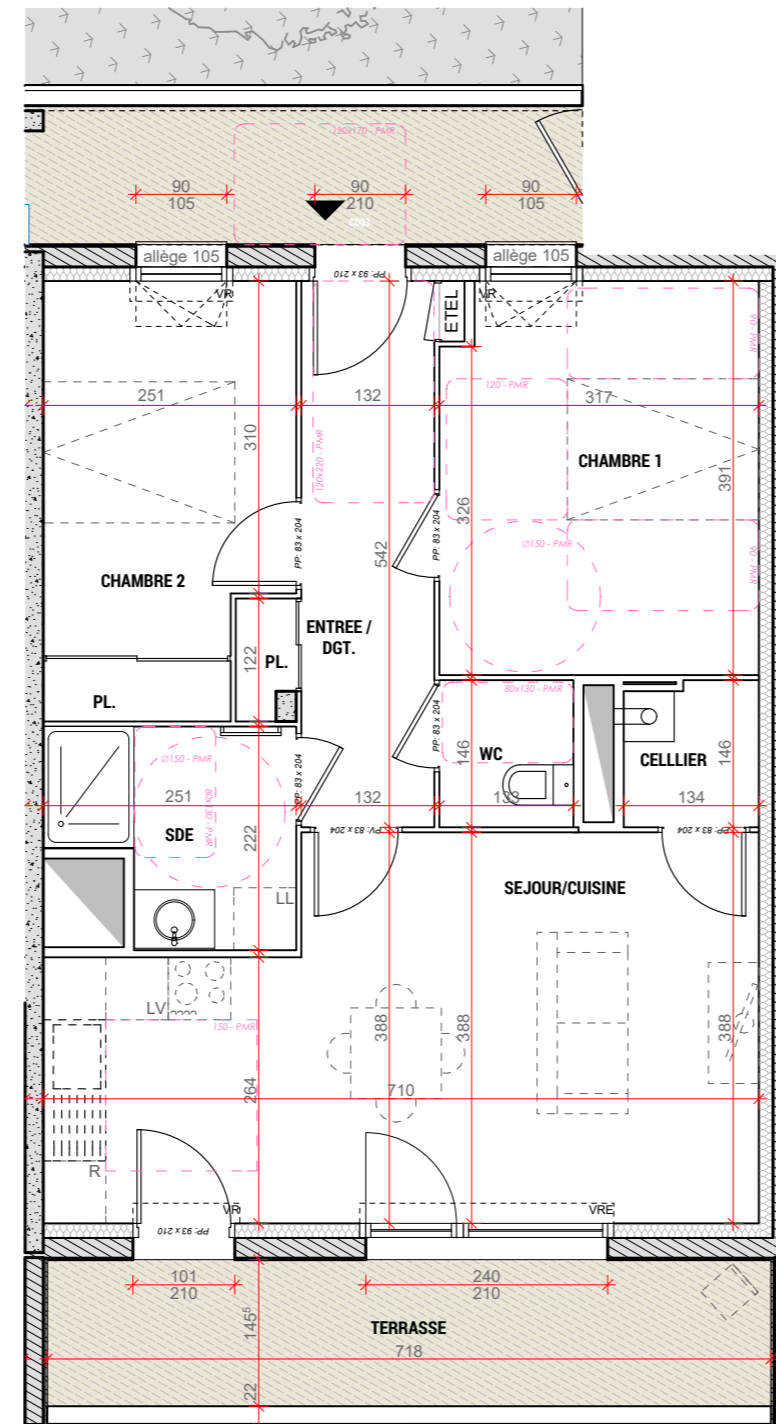 120x170 - PMR
90
105
90
210
90
105
allège 105
PP: 93 x 210
allège 105
VR
ETEL
VR
90 - PMR
120 - PMR
251
132
317
310
120x220 - PMR
326
391
CHAMBRE 1
542
PP: 83 x 204
PP: 83 x 204
Ø150 - PMR
90 - PMR
CHAMBRE 2
ENTREE /
DGT.
122
PL.
PL.
80x130 - PMR
PP: 83 x 204
146
WC
CELLLIER
146
Ø150 - PMR
PP: 83 x 204
251
80x130 - PMR
132
133
134
SDE
222
PV: 83 x 204
PP: 83 x 204
LL
SEJOUR/CUISINE
LV
150 - PMR
388
388
388
264
710
R
VR
VRE
PP: 93 x 210
101
210
240
210
145⁵
TERRASSE
718
22